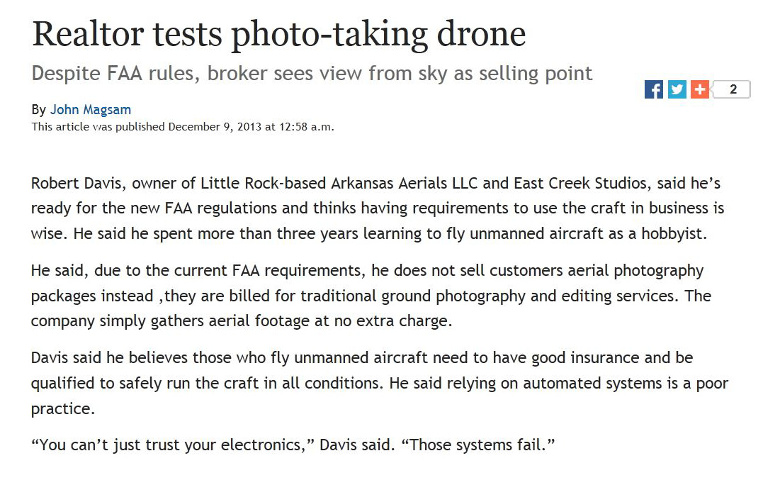 Realtor tests photo-taking drone
Despite FAA rules, broker sees view from sky as selling point
2
By John Magsam
This article was published December 9, 2013 at 12:58 a.m.
Robert Davis, owner of Little Rock-based Arkansas Aerials LLC and East Creek Studios, said he’s
ready for the new FAA regulations and thinks having requirements to use the craft in business is
wise. He said he spent more than three years learning to fly unmanned aircraft as a hobbyist.
He said, due to the current FAA requirements, he does not sell customers aerial photography
packages instead ,they are billed for traditional ground photography and editing services. The
company simply gathers aerial footage at no extra charge.
Davis said he believes those who fly unmanned aircraft need to have good insurance and be
qualified to safely run the craft in all conditions. He said relying on automated systems is a poor
practice.
“You can’t just trust your electronics,” Davis said. “Those systems fail.”